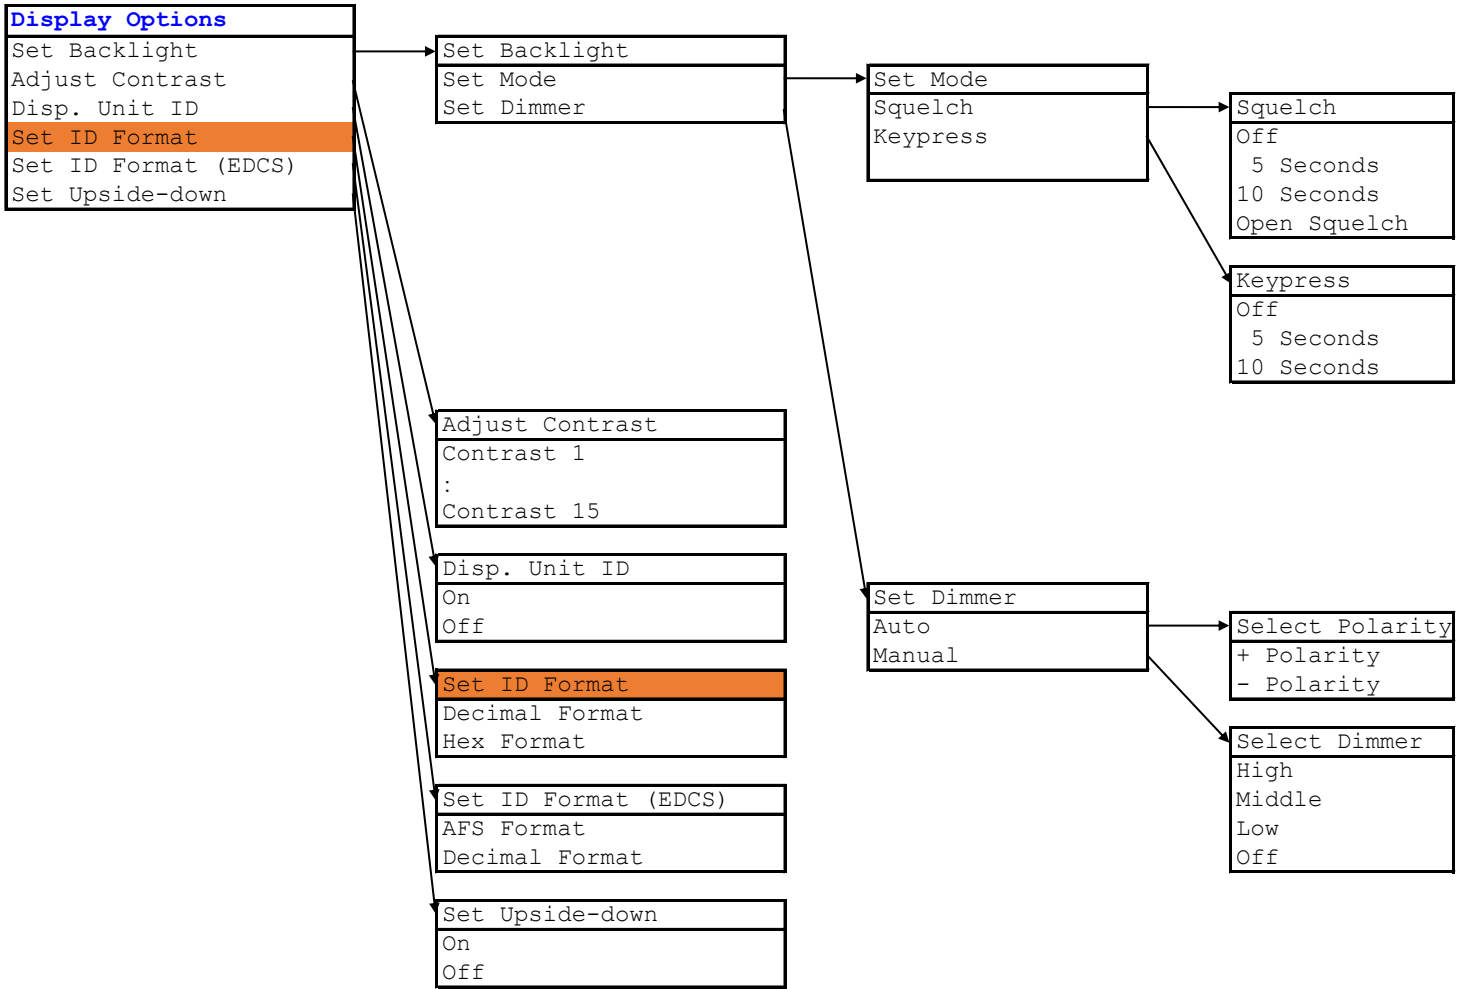 Display Options
Set Backlight
Adjust Contrast
Disp. Unit ID
Set ID Format
Set ID Format (EDCS)
Set Upside-down
Set Backlight
Set Mode
Set Dimmer
Set Mode
Squelch
Keypress
Squelch
Off
5 Seconds
10 Seconds
Open Squelch
Keypress
Off
5 Seconds
10 Seconds
Adjust Contrast
Contrast 1
:
Contrast 15
Disp. Unit ID
On
Off
Set ID Format
Decimal Format
Hex Format
Set ID Format (EDCS)
AFS Format
Decimal Format
Set Upside-down
On
Off
Set Dimmer
Auto
Manual
Select Polarity
+ Polarity
- Polarity
Select Dimmer
High
Middle
Low
Off